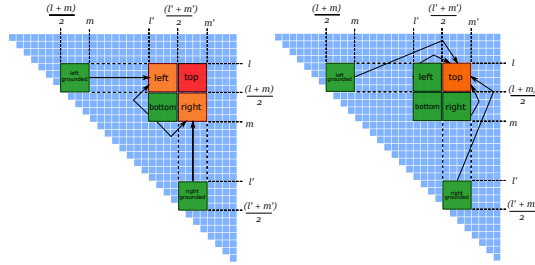 (l + m)
2
m
l'
(l' + m')
2
m'
left
grounded
left
top
bottom
right
right
grounded
l
(l + m)
2
m
l'
(l' + m')
2
(l + m)
2
m
l'
(l' + m')
2
m'
left
grounded
left
top
bottom
right
right
grounded
l
(l + m)
2
m
l'
(l' + m'
2